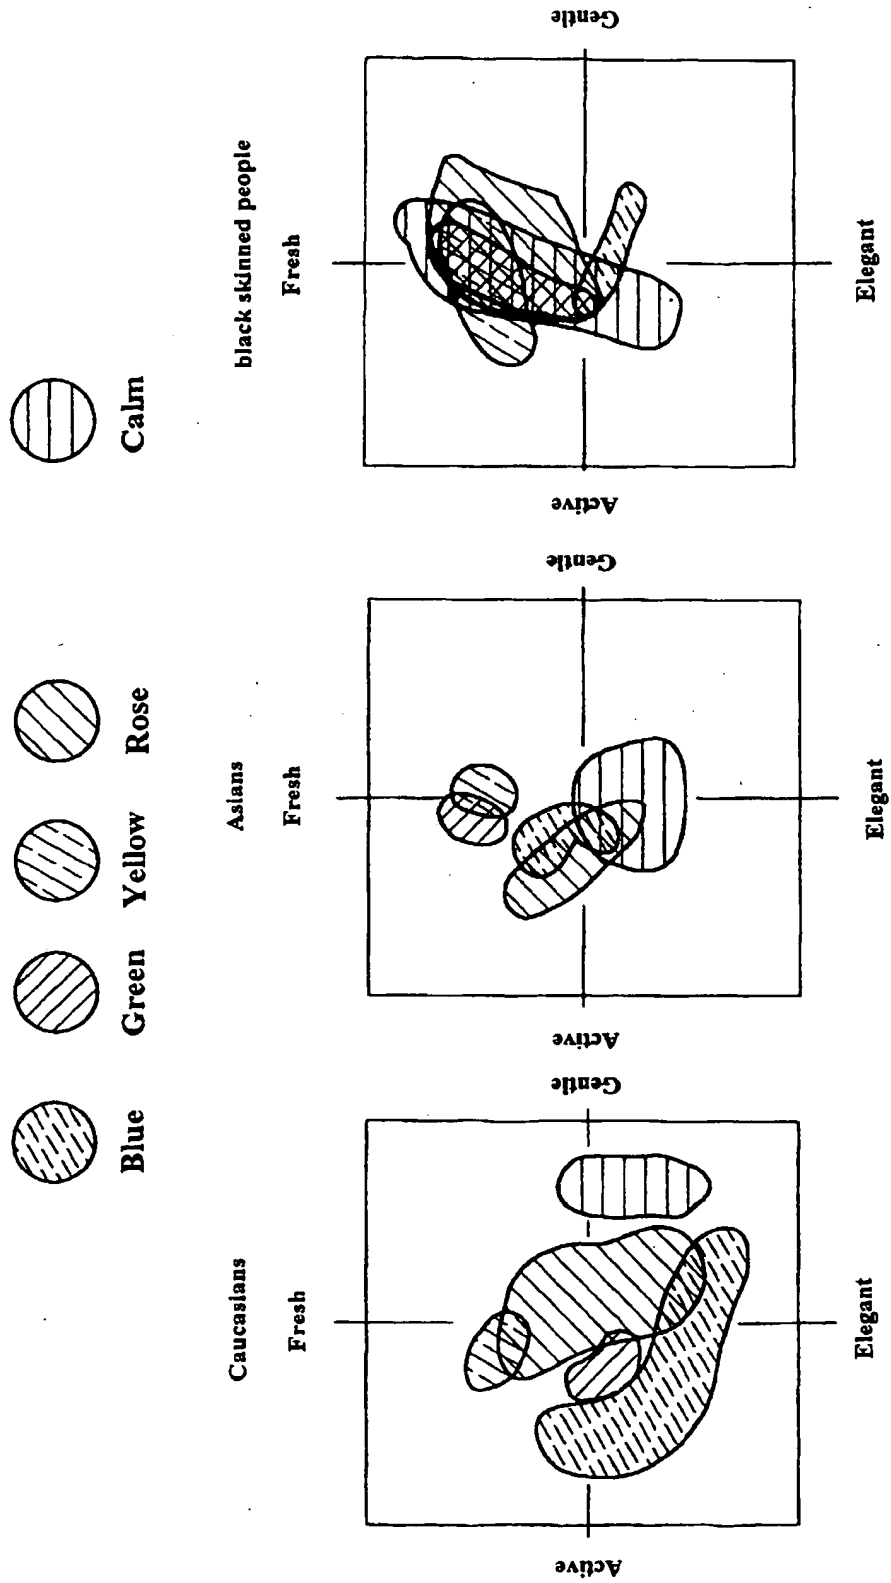 Blue
Green
Yellow
Rose
Calm
Caucasians
Fresh
Active
Gentle
Elegant
Asians
Fresh
Active
Gentle
Elegant
black skinned people
Fresh
Active
Gentle
Elegant